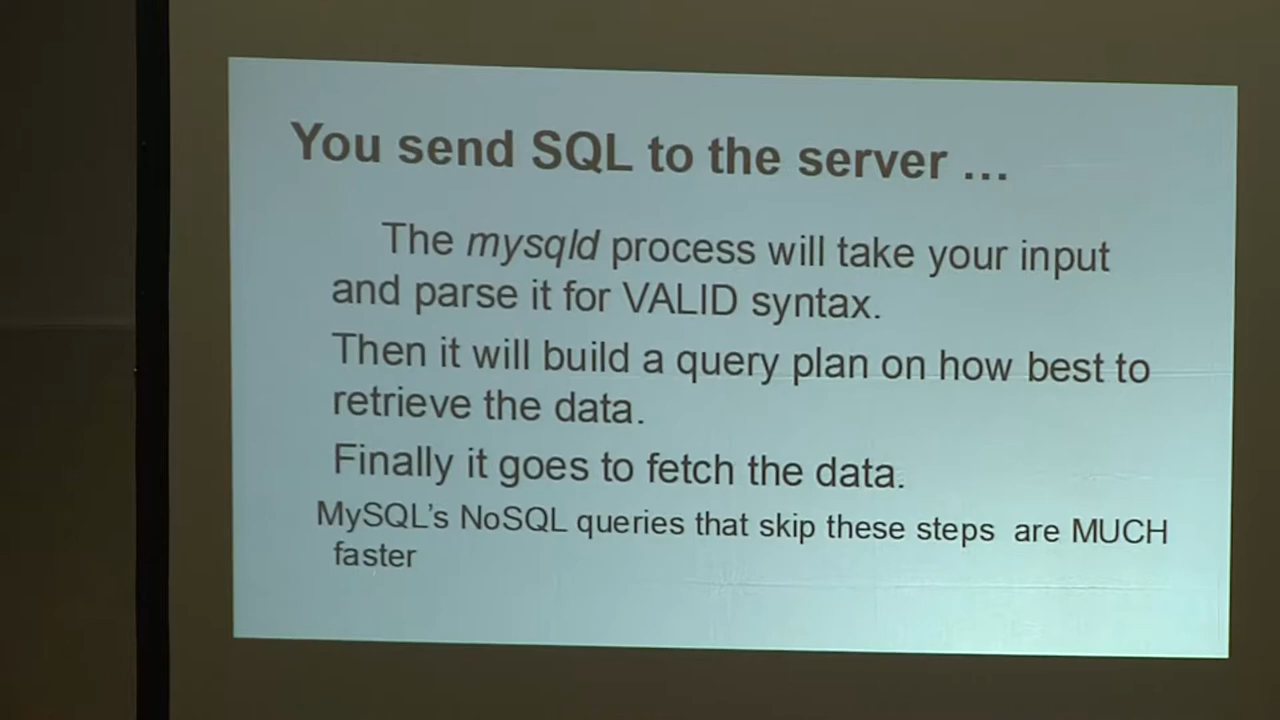 You send SQL to the server ...
The mysqld process will take your input
and parse it for VALID syntax.
Then it will build a query plan on how best to
retrieve the data.
Finally it goes to fetch the data.
MySQL's NoSQL queries that skip these steps  are MUCH
faster